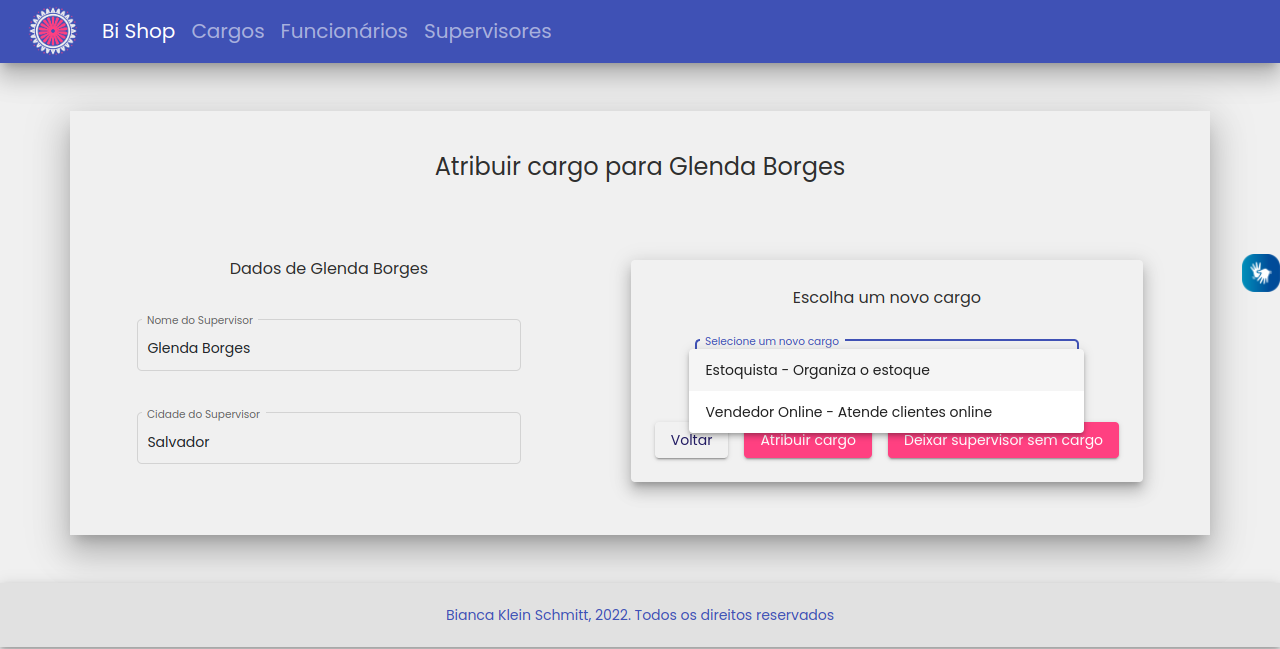 Bi Shop Cargos Funcionários Supervisores
Atribuir cargo para Glenda Borges
Dados de Glenda Borges
Nome do Supervisor
Glenda Borges
Cidade do Supervisor
Salvador
Escolha um novo cargo
Selecione um novo cargo
Estoquista - Organiza o estoque
Vendedor Online - Atende clientes online
Voltar Atribuir cargo Deixar supervisor sem cargo
Bianca Klein Schmitt, 2022. Todos os direitos reservados